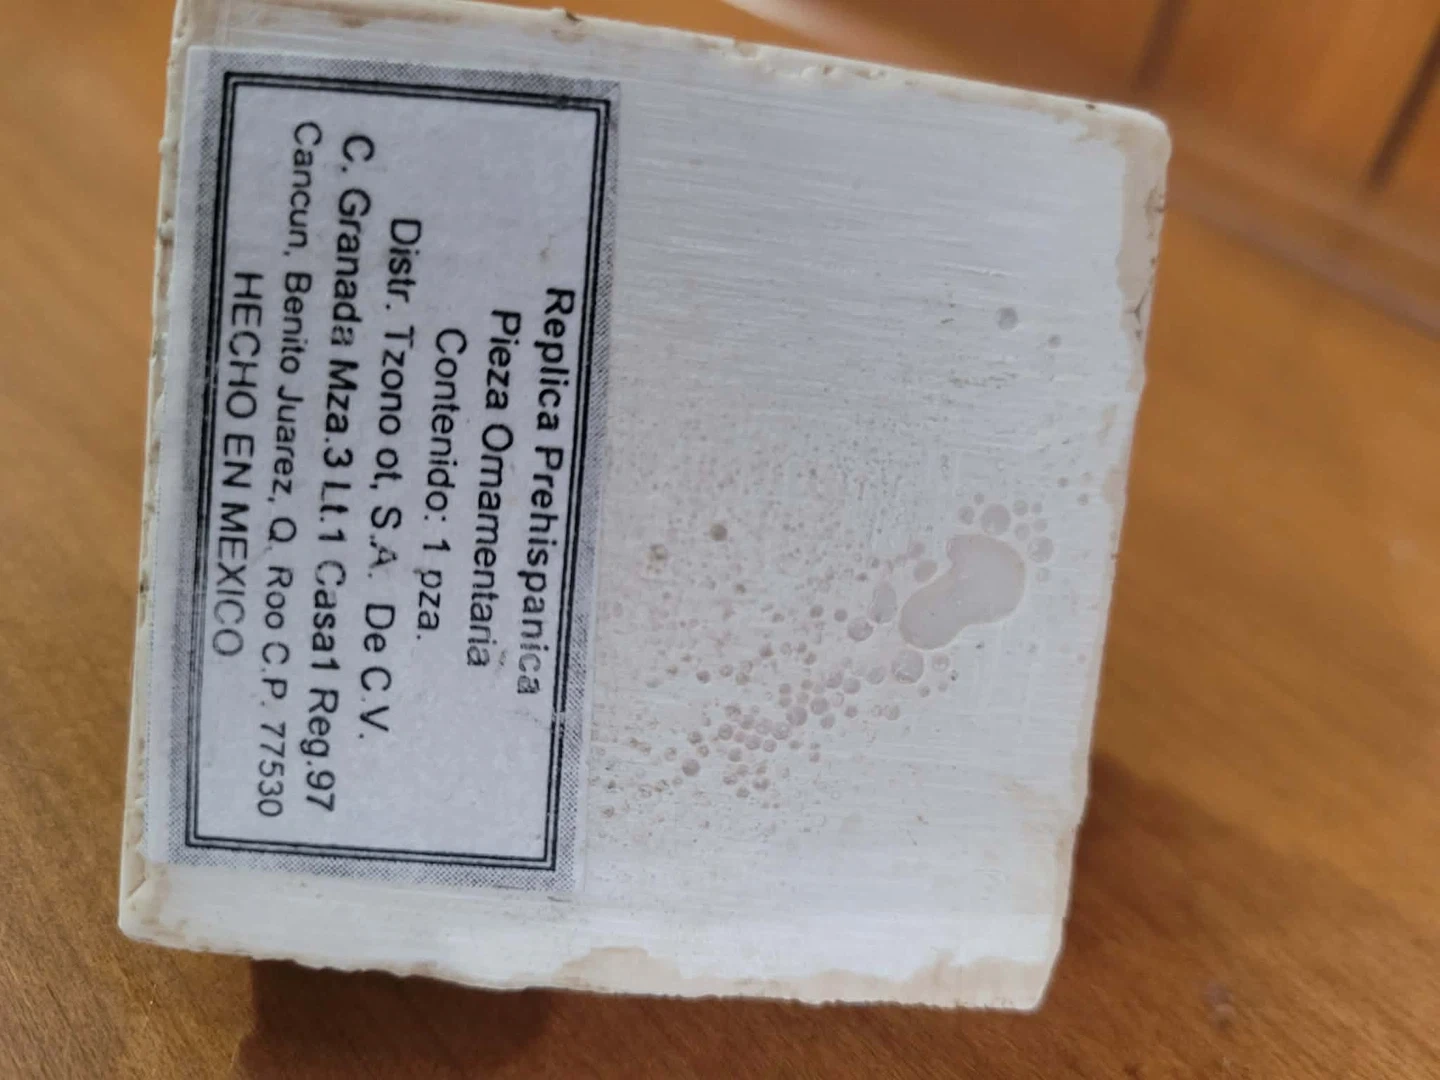 Replica Prehispanica
Pieza Ornamentaria
Contenido: 1 pza.
Distr. Tzono ot, S.A. De C.V.
C. Granada Mza.3 Lt.1 Casa1 Reg.97
Cancun, Benito Juarez, Q. Roo C.P. 77530
HECHO EN MEXICO